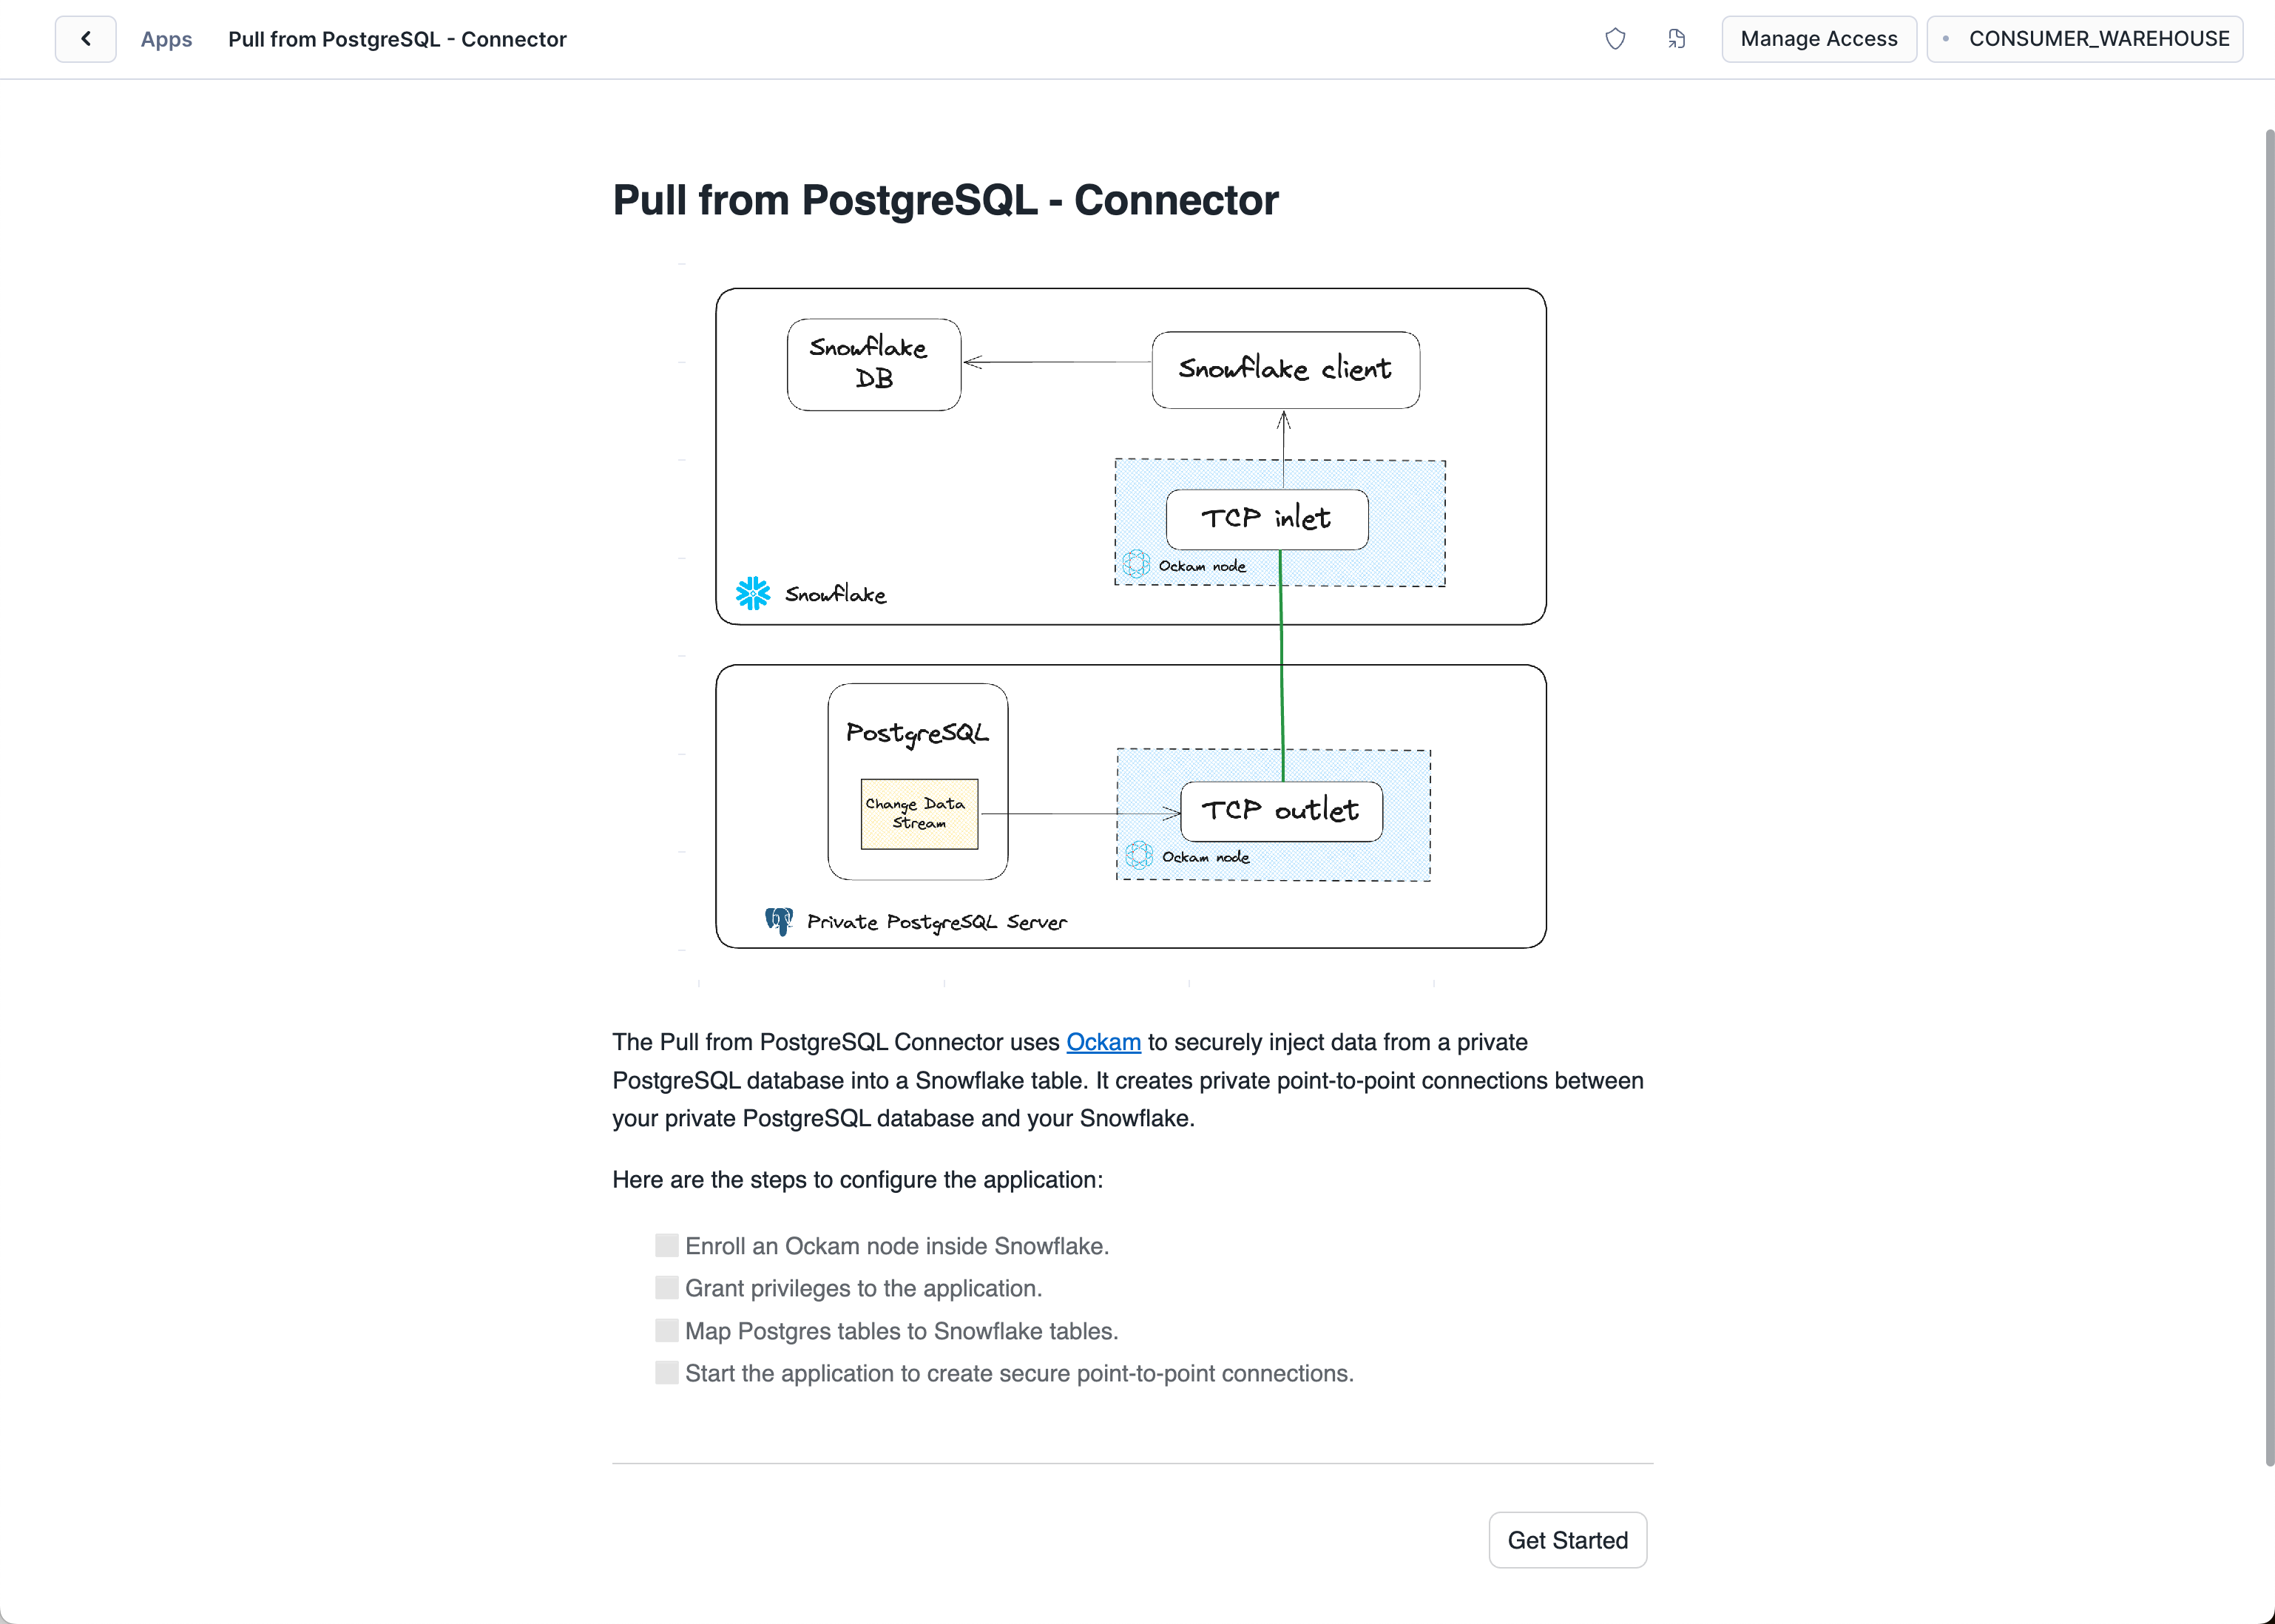 Apps Pull from PostgreSQL - Connector Manage Access CONSUMER_WAREHOUSE
Pull from PostgreSQL - Connector
Snowflake
DB
Snowflake client
TCP inlet
Ockam node
Snowflake
PostgreSQL
Change Data
Stream
TCP outlet
Ockam node
Private PostgreSQL Server
The Pull from PostgreSQL Connector uses Ockam to securely inject data from a private
PostgreSQL database into a Snowflake table. It creates private point-to-point connections between
your private PostgreSQL database and your Snowflake.
Here are the steps to configure the application:
Enroll an Ockam node inside Snowflake.
Grant privileges to the application.
Map Postgres tables to Snowflake tables.
Start the application to create secure point-to-point connections.
Get Started